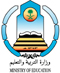 وزارة التربية والتعليم
MINISTRY OF EDUCATION